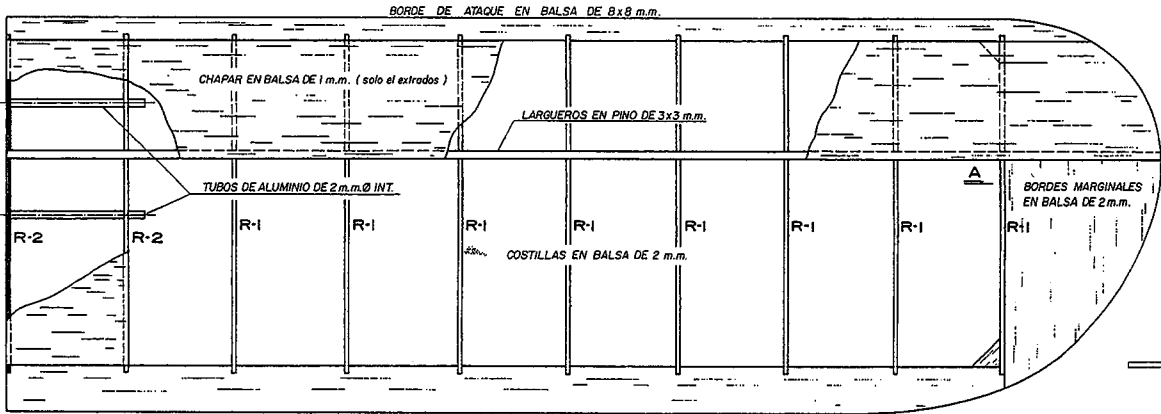 BORDE DE ATAQUE EN BALSA DE 8x8 m.m.
CHAPAR EN BALSA DE 1 m.m. ( solo el extrados )
LARGUEROS EN PINO DE 3x3 m.m.
TUBOS DE ALUMINIO DE 2 m.m.Ø INT.
A
BORDES MARGINALES
EN BALSA DE 2 m.m.
R-2
R-2
R-1
R-1
R-1
R-1
R-1
R-1
R-1
R-1
COSTILLAS EN BALSA DE 2 m.m.